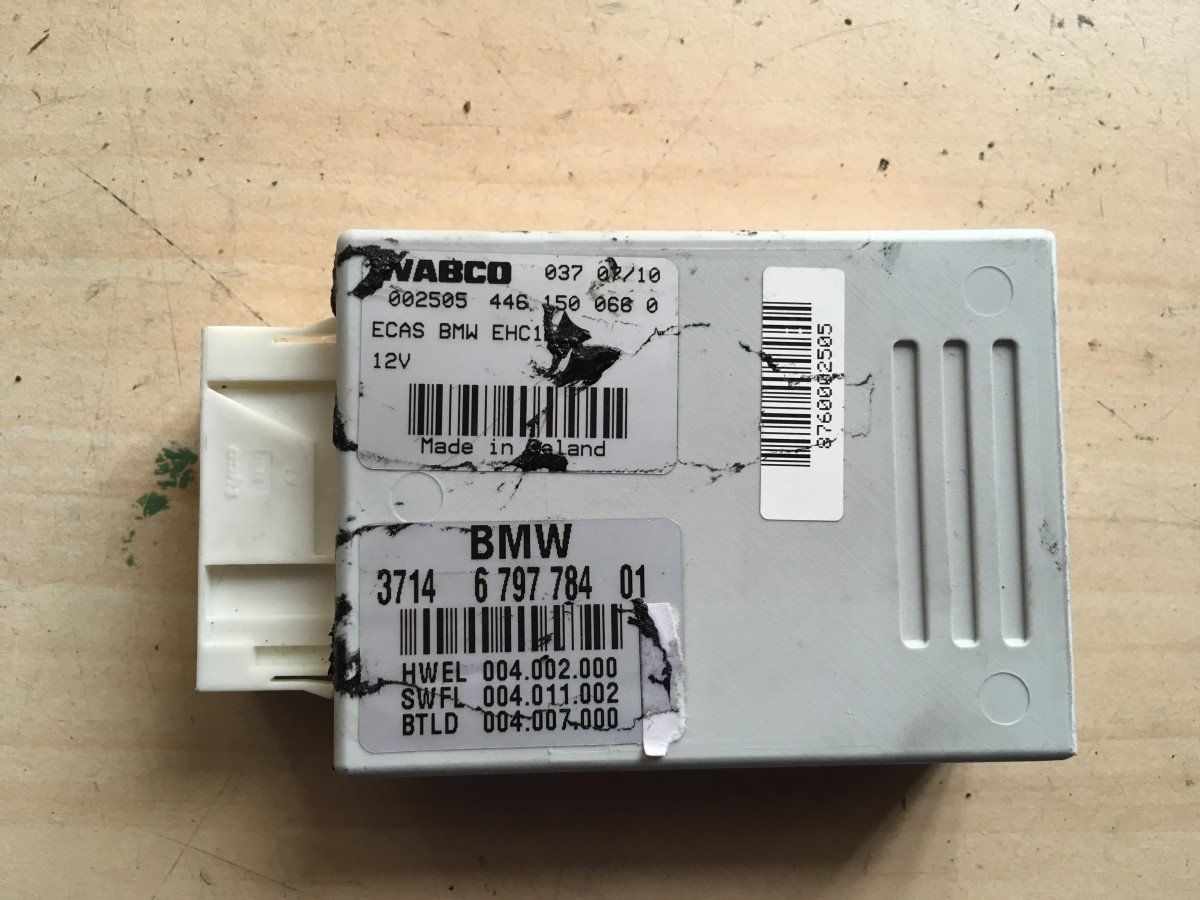 WABCO 037 07/10
002505 446 150 066 0
ECAS BMW EHC1
12V
Made in Poland
BMW
3714 6 797 784 01
HWEL 004.002.000
SWFL 004.011.002
BTLD 004.007.000
8760002505